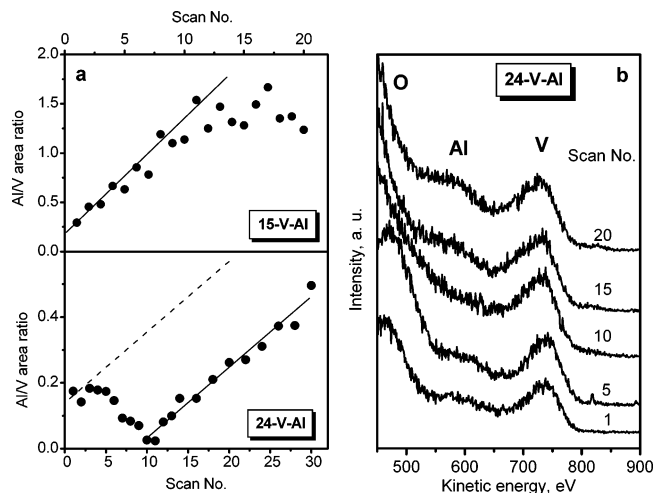 Scan No.
0 5 10 15 20
a
Al/V area ratio
2.0
1.5
1.0
0.5
0.0
15-V-Al
Al/V area ratio
0.4
0.2
0.0
24-V-Al
0 5 10 15 20 25 30
Scan No.
b
24-V-Al
O
Al
V
Scan No.
20
15
10
5
1
Intensity, a. u.
500 600 700 800 900
Kinetic energy, eV